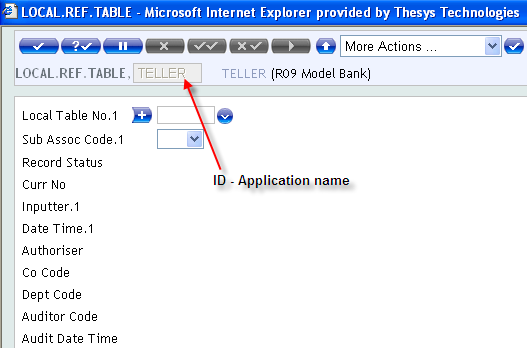 LOCAL.REF.TABLE - Microsoft Internet Explorer provided by Thesys Technologies
More Actions ...
LOCAL.REF.TABLE, TELLER TELLER (R09 Model Bank)
Local Table No.1
Sub Assoc Code.1
Record Status
ID - Application name
Curr No
Inputter.1
Date Time.1
Authoriser
Co Code
Dept Code
Auditor Code
Audit Date Time